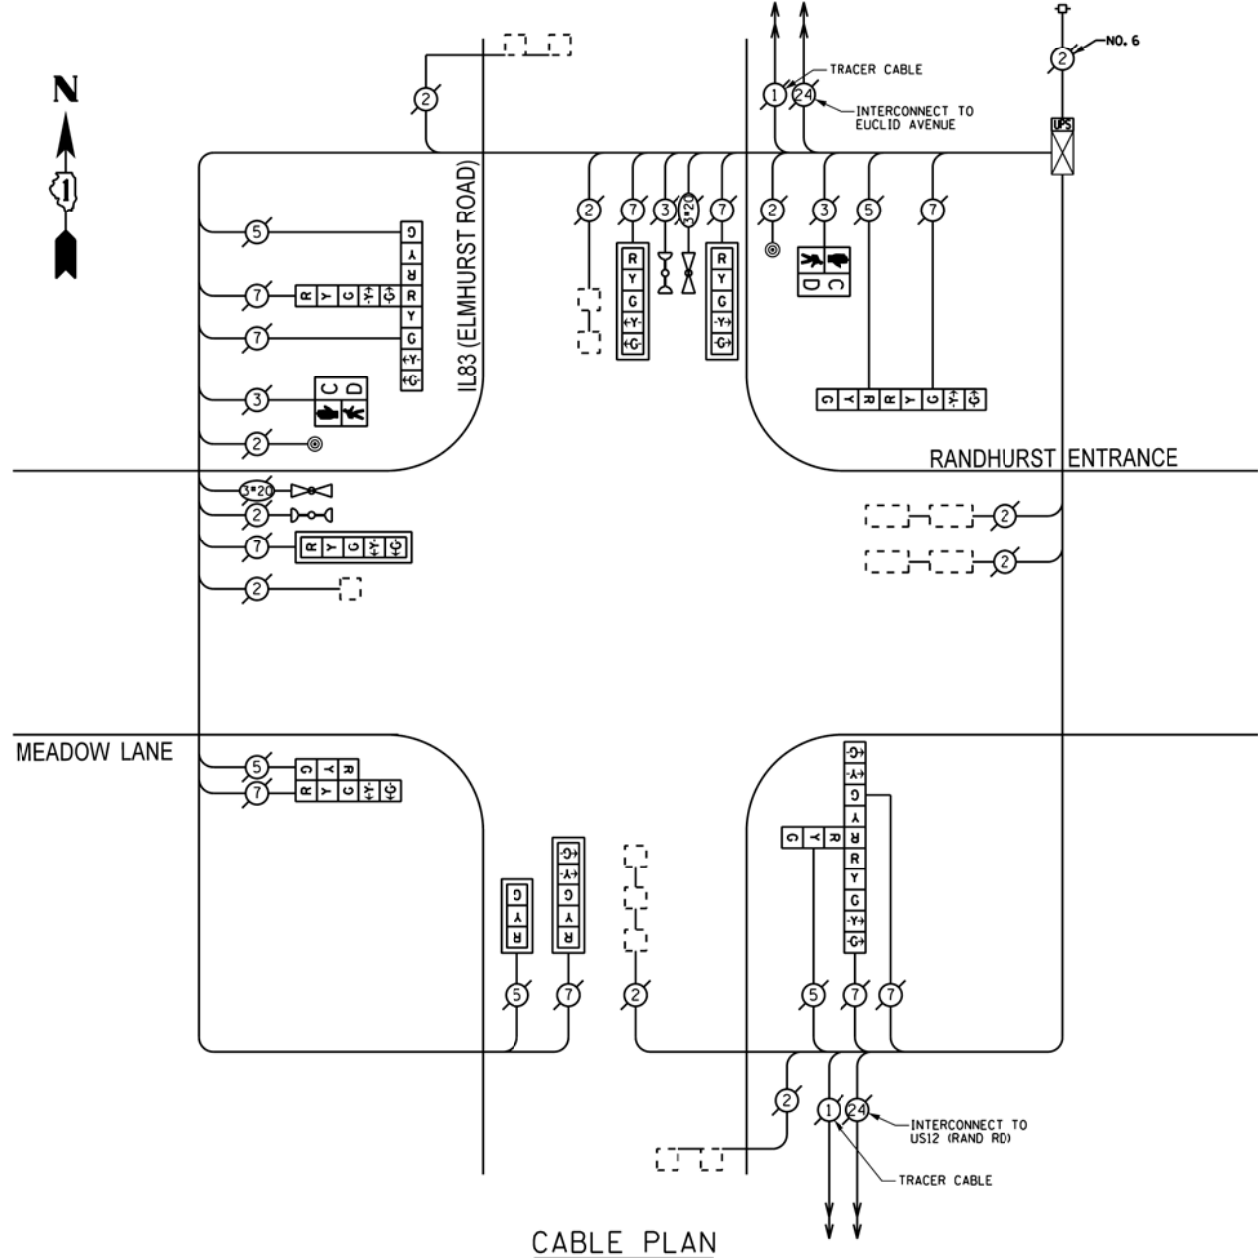 NO. 6
2
TRACER CABLE
N
2
1
24
INTERCONNECT TO
EUCLID AVENUE
UPS
1
IL83 (ELMHURST ROAD)
2
7
3
3#20
7
2
3
5
7
5
G
Y
R
R
Y
G
←Y-
←G-
7
R Y G ←Y- ←G-
7
3
C
D
2
R
Y
G
←Y-
←G-
R
Y
G
-Y→
-G→
C
D
G Y R R Y G -Y→ -G→
RANDHURST ENTRANCE
3#20
2
7
R Y G ←Y- ←G-
2
2
2
MEADOW LANE
5
G Y R
7
R Y G ←Y- ←G-
←G-
←Y-
G
Y
R
R
Y
G
-Y→
-G→
G Y R
G
Y
R
←G-
←Y-
G
Y
R
5
7
2
5
7
7
2
1
24
INTERCONNECT TO
US12 (RAND RD)
TRACER CABLE
CABLE PLAN